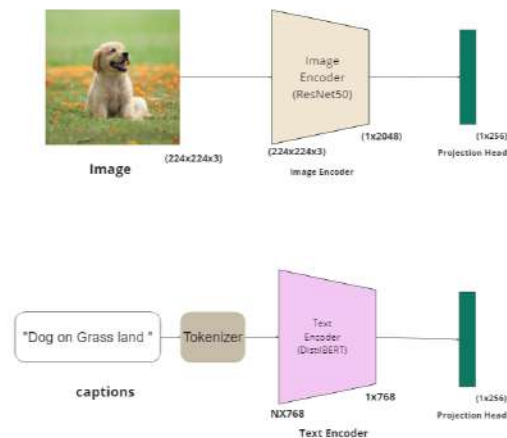 Image
Encoder
(ResNet50)
(224x224x3)
(224x224x3)
(1x2048)
(1x256)
Image
Image Encoder
Projection Head
"Dog on Grass land "
Tokenizer
Text
Encoder
(DistilBERT)
captions
NX768
1x768
(1x256)
Projection Head
Text Encoder